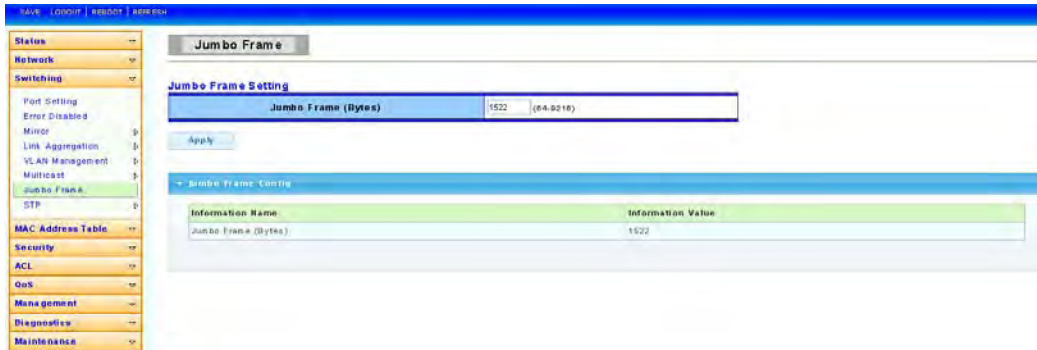 SAVE LOGOUT | REBOOT | REFRESH
Status
Network
Switching
Port Setting
Error Disabled
Mirror
Link Aggregation
VLAN Management
Multicast
Jumbo Frame
STP
MAC Address Table
Security
ACL
QoS
Management
Diagnostics
Maintenance
Jumbo Frame
Jumbo Frame Setting
Jumbo Frame (Bytes) 1522 (64-9216)
Apply
Jumbo Frame Config
Information Name Information Value
Jumbo Frame (Bytes) 1522